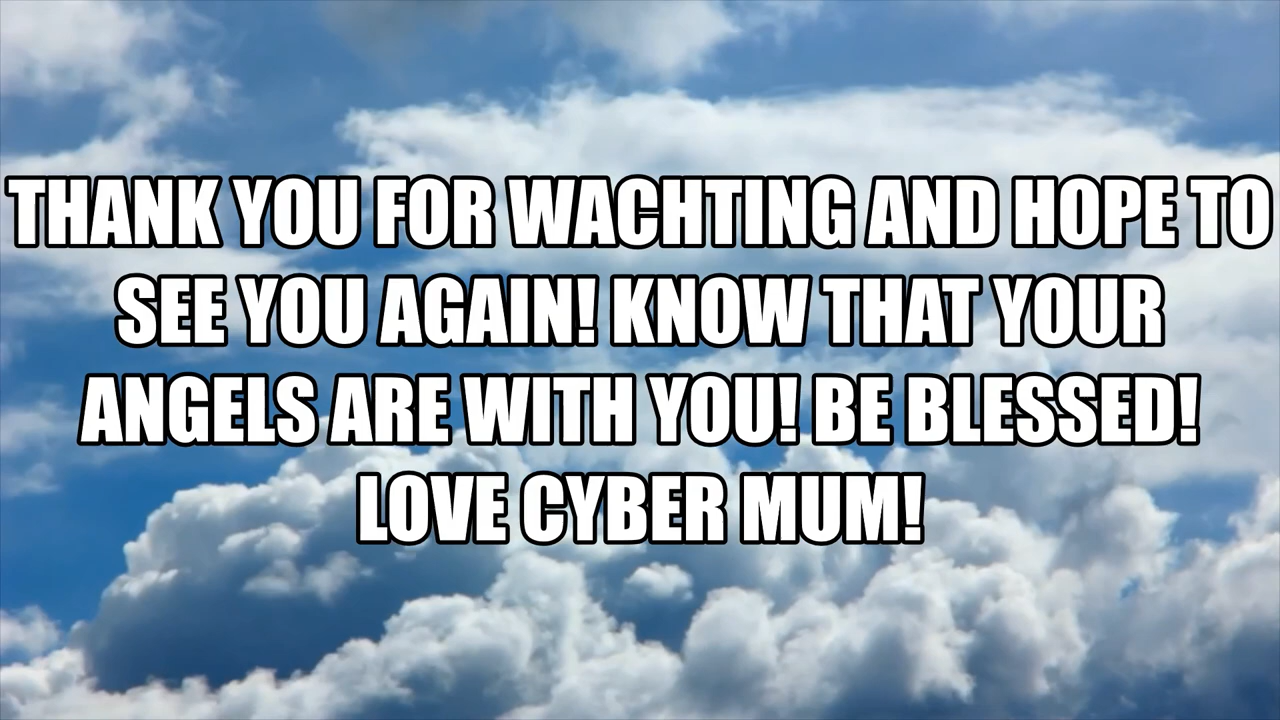 THANK YOU FOR WACHTING AND HOPE TO
SEE YOU AGAIN! KNOW THAT YOUR
ANGELS ARE WITH YOU! BE BLESSED!
LOVE CYBER MUM!